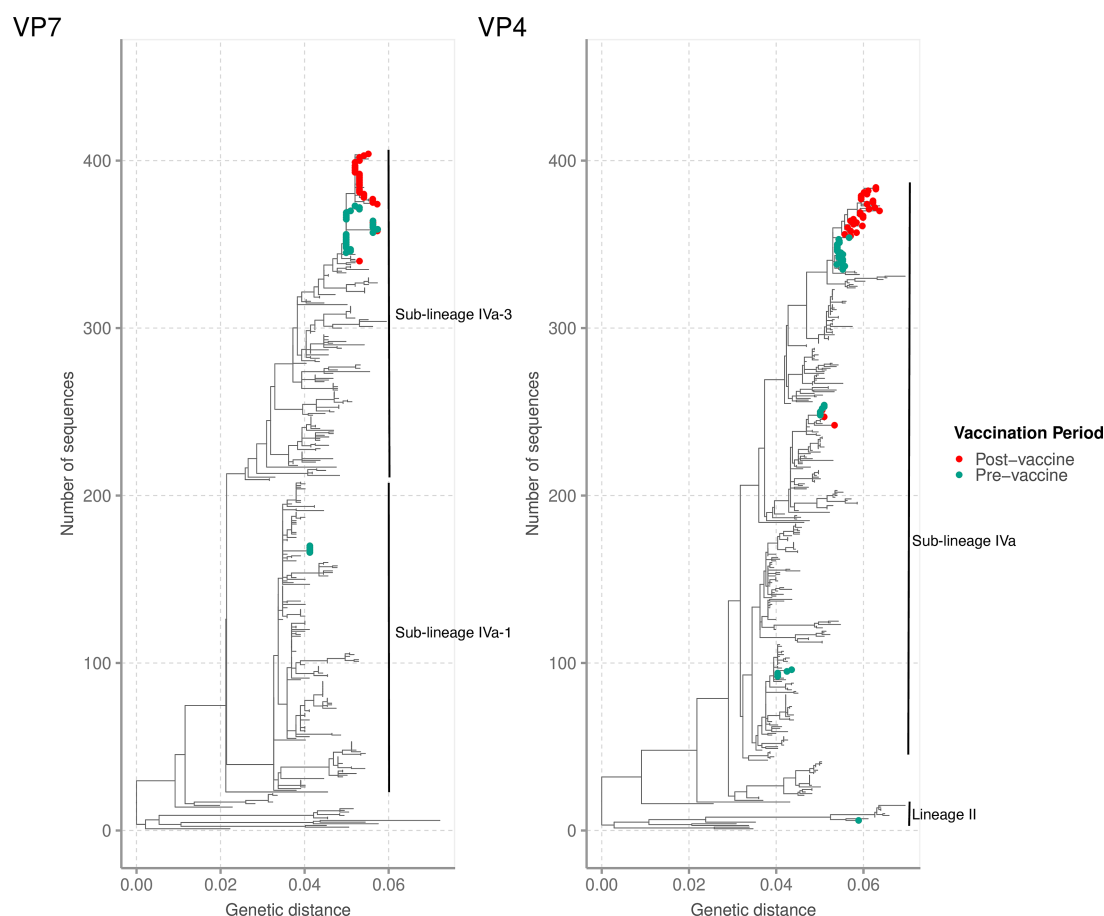 VP7
VP4
400
300
200
100
0
Number of sequences
0.00
0.02
0.04
0.06
Genetic distance
Sub-lineage IVa-3
Sub-lineage IVa-1
400
300
200
100
0
Number of sequences
0.00
0.02
0.04
0.06
Genetic distance
Sub-lineage IVa
Lineage II
Vaccination Period
Post−vaccine
Pre−vaccine